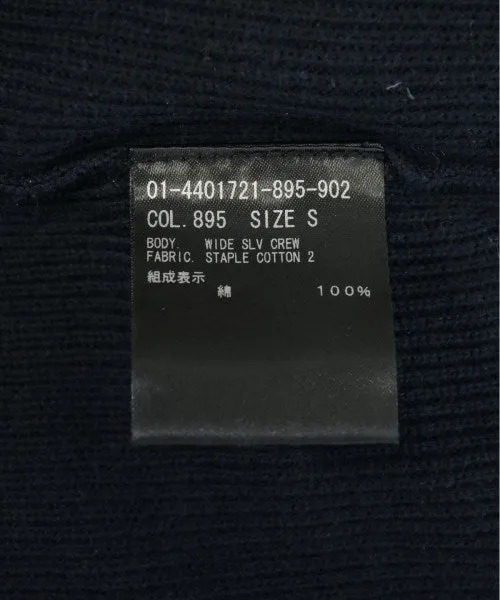 01-4401721-895-902
COL. 895 SIZE S
BODY. WIDE SLV CREW
FABRIC. STAPLE COTTON 2
組成表示
綿 100%